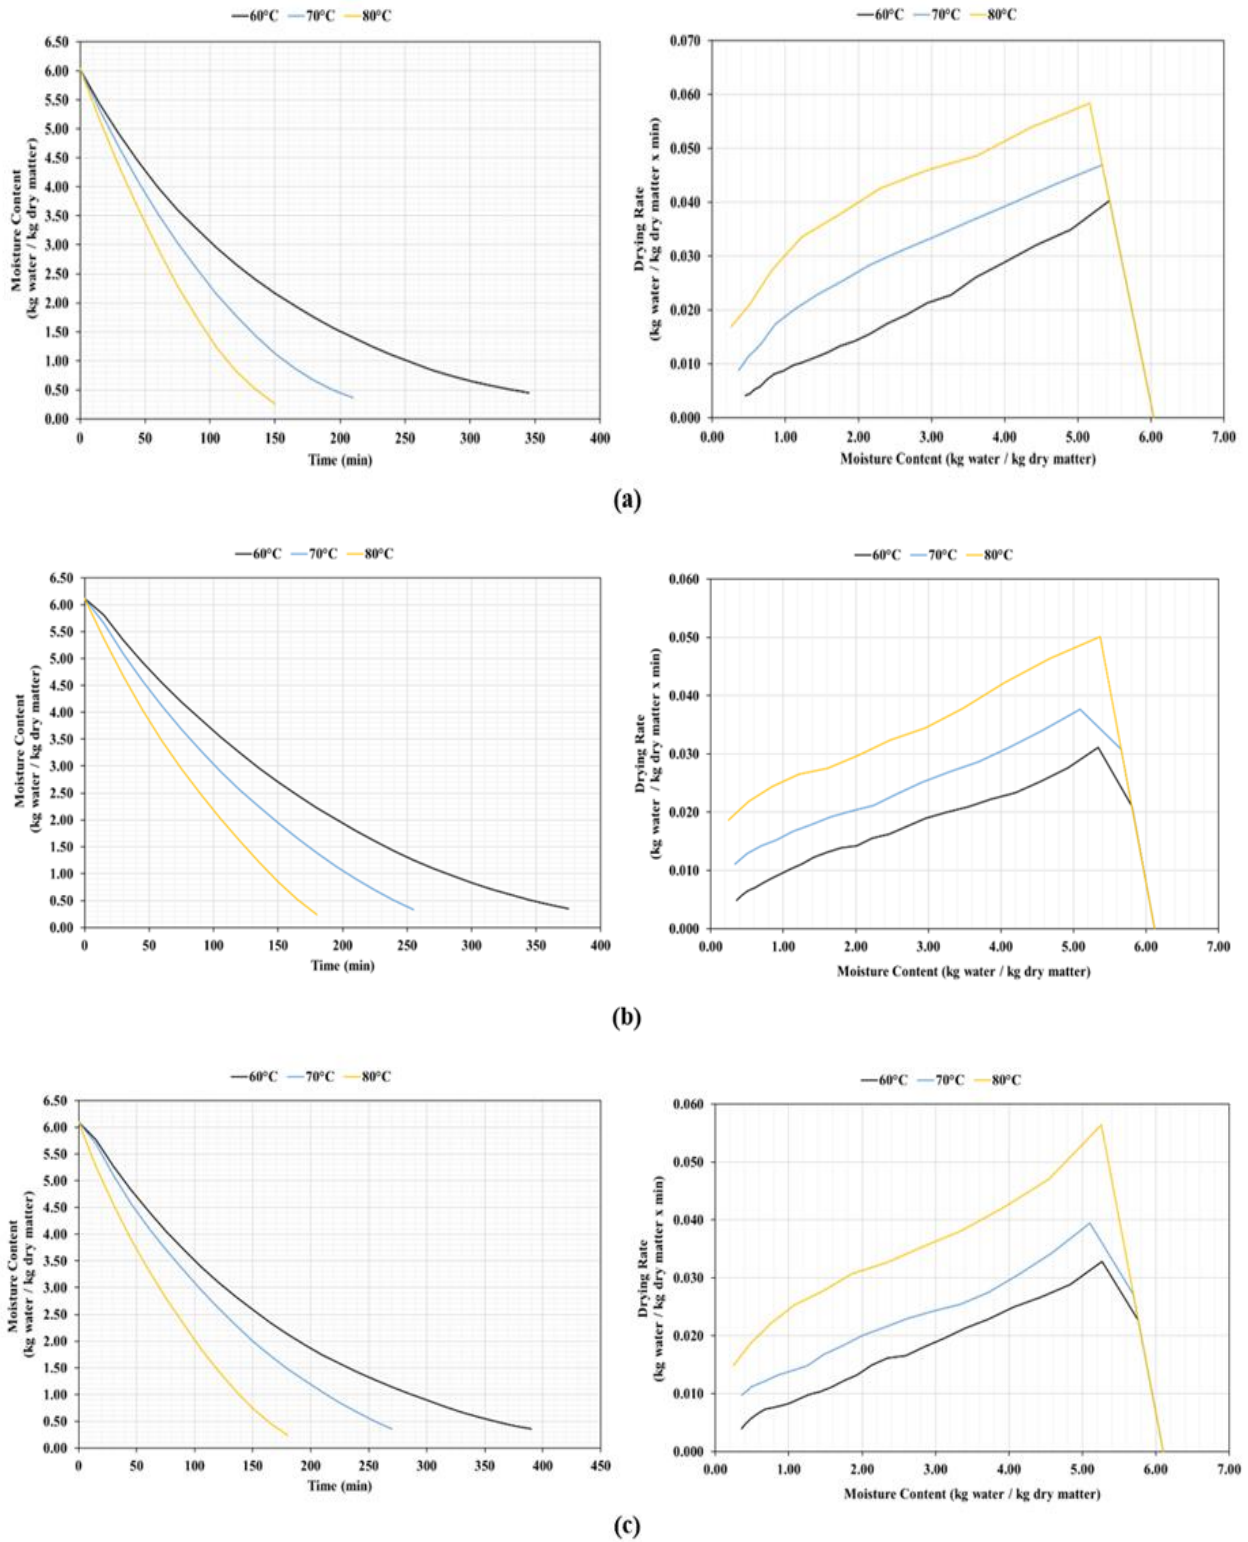 60°C 70°C 80°C
6.50
6.00
5.50
5.00
4.50
4.00
3.50
3.00
2.50
2.00
1.50
1.00
0.50
0.00
0 50 100 150 200 250 300 350 400
Time (min)
Moisture Content
(kg water / kg dry matter)
60°C 70°C 80°C
0.070
0.060
0.050
0.040
0.030
0.020
0.010
0.000
0.00 1.00 2.00 3.00 4.00 5.00 6.00 7.00
Moisture Content (kg water / kg dry matter)
Drying Rate
(kg water / kg dry matter x min)
(a)
60°C 70°C 80°C
6.50
6.00
5.50
5.00
4.50
4.00
3.50
3.00
2.50
2.00
1.50
1.00
0.50
0.00
0 50 100 150 200 250 300 350 400
Time (min)
Moisture Content
(kg water / kg dry matter)
60°C 70°C 80°C
0.060
0.050
0.040
0.030
0.020
0.010
0.000
0.00 1.00 2.00 3.00 4.00 5.00 6.00 7.00
Moisture Content (kg water / kg dry matter)
Drying Rate
(kg water / kg dry matter x min)
(b)
60°C 70°C 80°C
6.50
6.00
5.50
5.00
4.50
4.00
3.50
3.00
2.50
2.00
1.50
1.00
0.50
0.00
0 50 100 150 200 250 300 350 400 450
Time (min)
Moisture Content
(kg water / kg dry matter)
60°C 70°C 80°C
0.060
0.050
0.040
0.030
0.020
0.010
0.000
0.00 1.00 2.00 3.00 4.00 5.00 6.00 7.00
Moisture Content (kg water / kg dry matter)
Drying Rate
(kg water / kg dry matter x min)
(c)